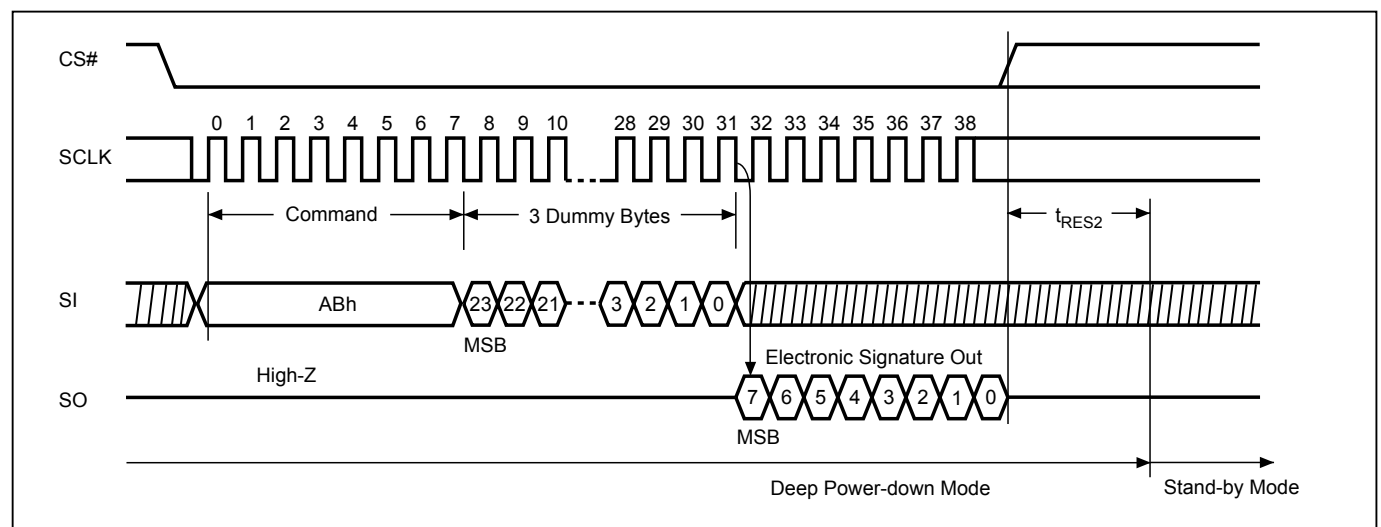 CS#
0 1 2 3 4 5 6 7 8 9 10 28 29 30 31 32 33 34 35 36 37 38
SCLK
Command
3 Dummy Bytes
tRES2
SI
ABh
23 22 21 3 2 1 0
MSB
Electronic Signature Out
High-Z
SO
7 6 5 4 3 2 1 0
MSB
Deep Power-down Mode
Stand-by Mode